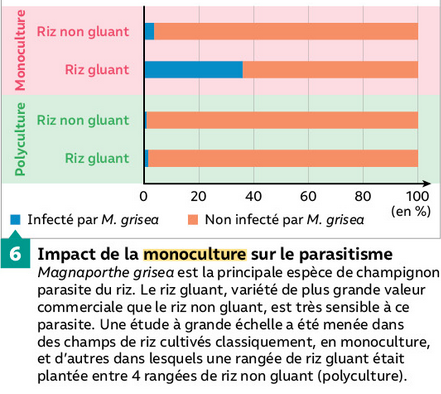 Monoculture
Riz non gluant
Riz gluant
Polyculture
Riz non gluant
Riz gluant
0 20 40 60 80 100
(en %)
Infecté par M. grisea Non infecté par M. grisea
6 Impact de la monoculture sur le parasitisme
Magnaporthe grisea est la principale espèce de champignon
parasite du riz. Le riz gluant, variété de plus grande valeur
commerciale que le riz non gluant, est très sensible à ce
parasite. Une étude à grande échelle a été menée dans
des champs de riz cultivés classiquement, en monoculture,
et d'autres dans lesquels une rangée de riz gluant était
plantée entre 4 rangées de riz non gluant (polyculture).